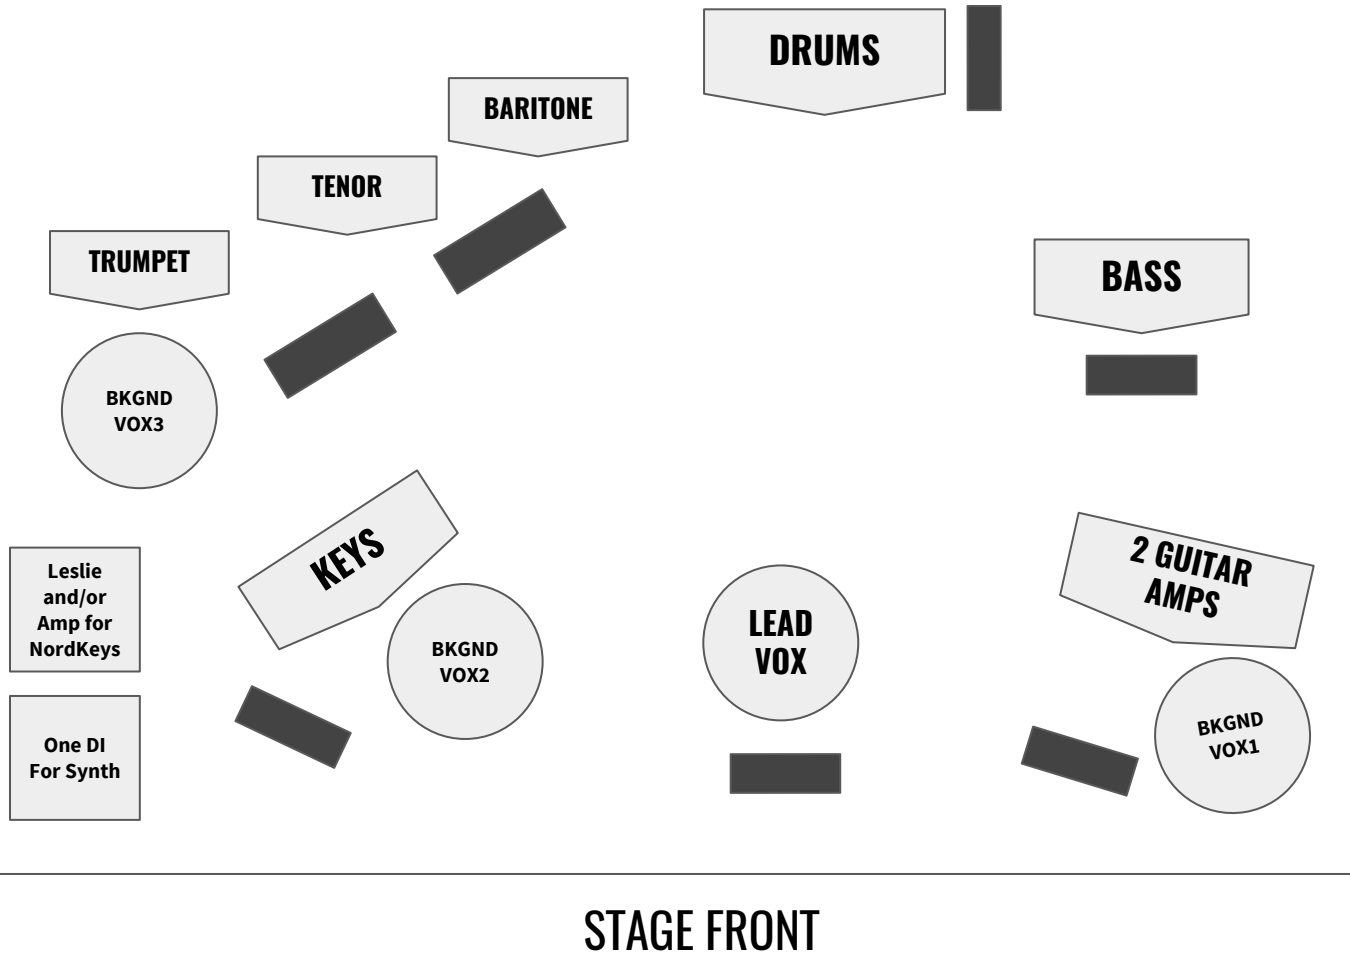 DRUMS
BARITONE
TENOR
TRUMPET
BASS
BKGND
VOX3
KEYS
2 GUITAR
AMPS
Leslie
and/or
Amp for
NordKeys
BKGND
VOX2
LEAD
VOX
BKGND
VOX1
One DI
For Synth
STAGE FRONT